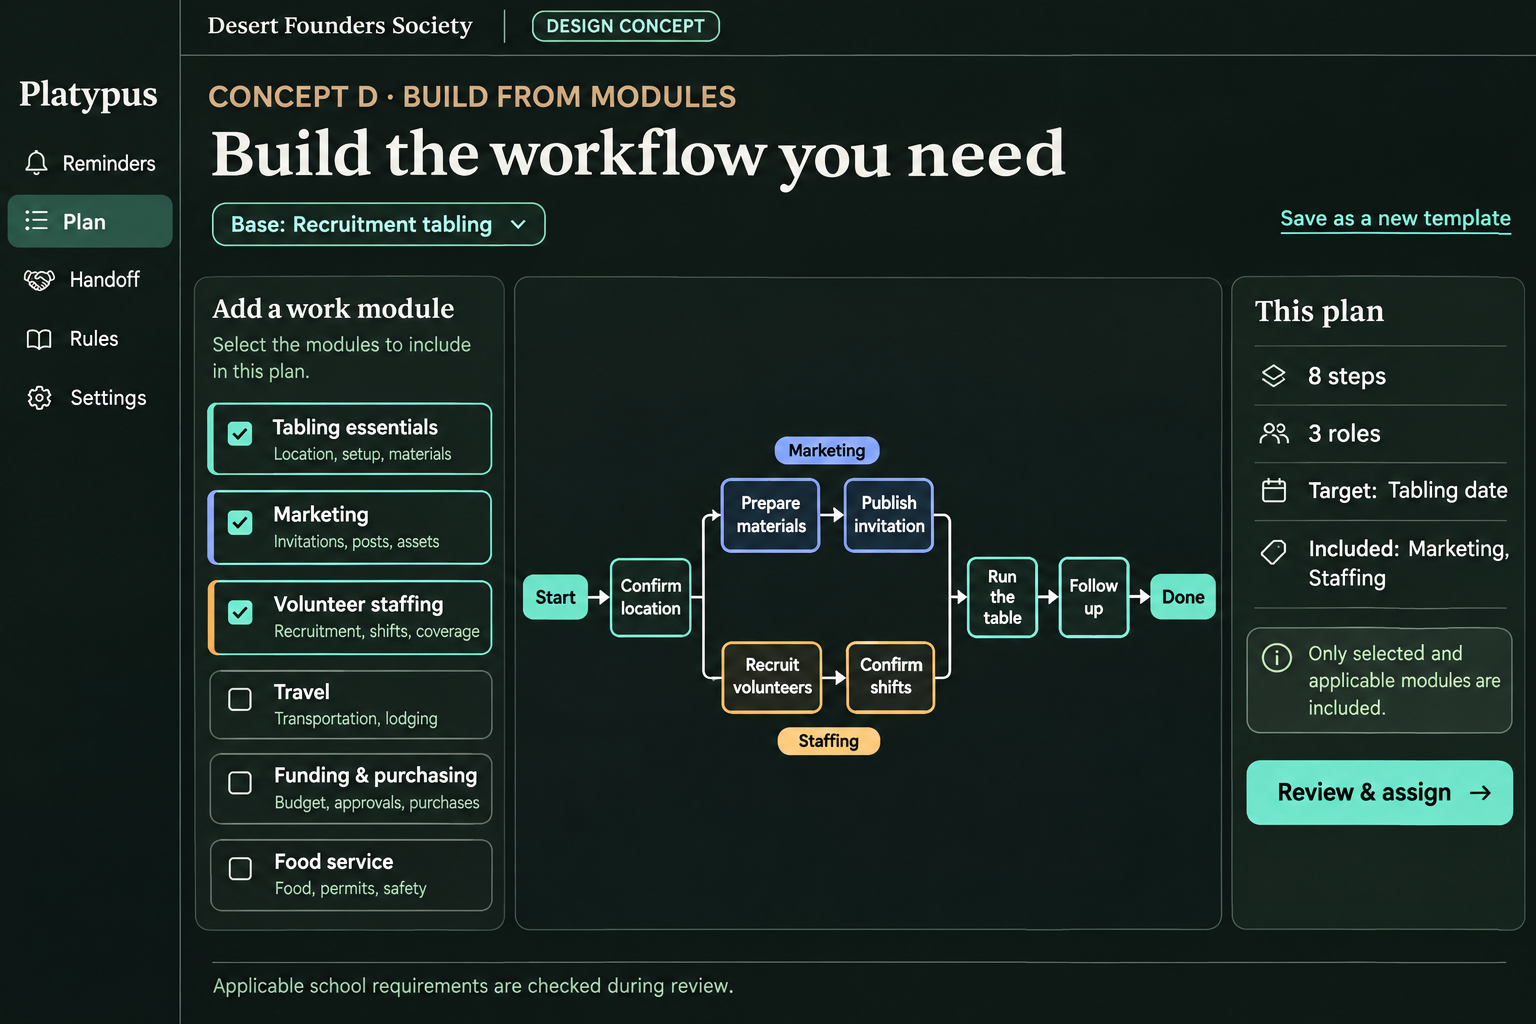 Desert Founders Society
DESIGN CONCEPT
Platypus
Reminders
Plan
Handoff
Rules
Settings
CONCEPT D · BUILD FROM MODULES
Build the workflow you need
Base: Recruitment tabling
Save as a new template
Add a work module
Select the modules to include
in this plan.
Tabling essentials
Location, setup, materials
Marketing
Invitations, posts, assets
Volunteer staffing
Recruitment, shifts, coverage
Travel
Transportation, lodging
Funding & purchasing
Budget, approvals, purchases
Food service
Food, permits, safety
Start
Confirm
location
Marketing
Prepare
materials
Publish
invitation
Recruit
volunteers
Confirm
shifts
Staffing
Run
the
table
Follow
up
Done
This plan
8 steps
3 roles
Target: Tabling date
Included: Marketing,
Staffing
Only selected and
applicable modules are
included.
Review & assign →
Applicable school requirements are checked during review.